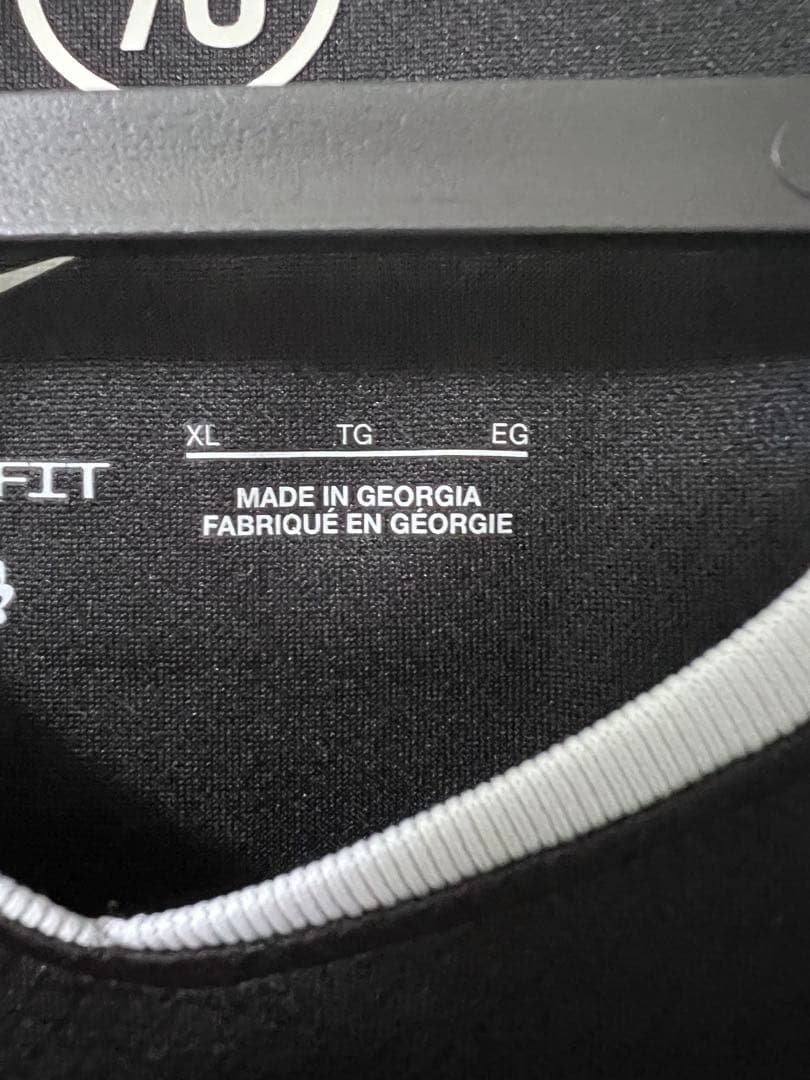 FIT
XL TG EG
MADE IN GEORGIA
FABRIQUÉ EN GÉORGIE